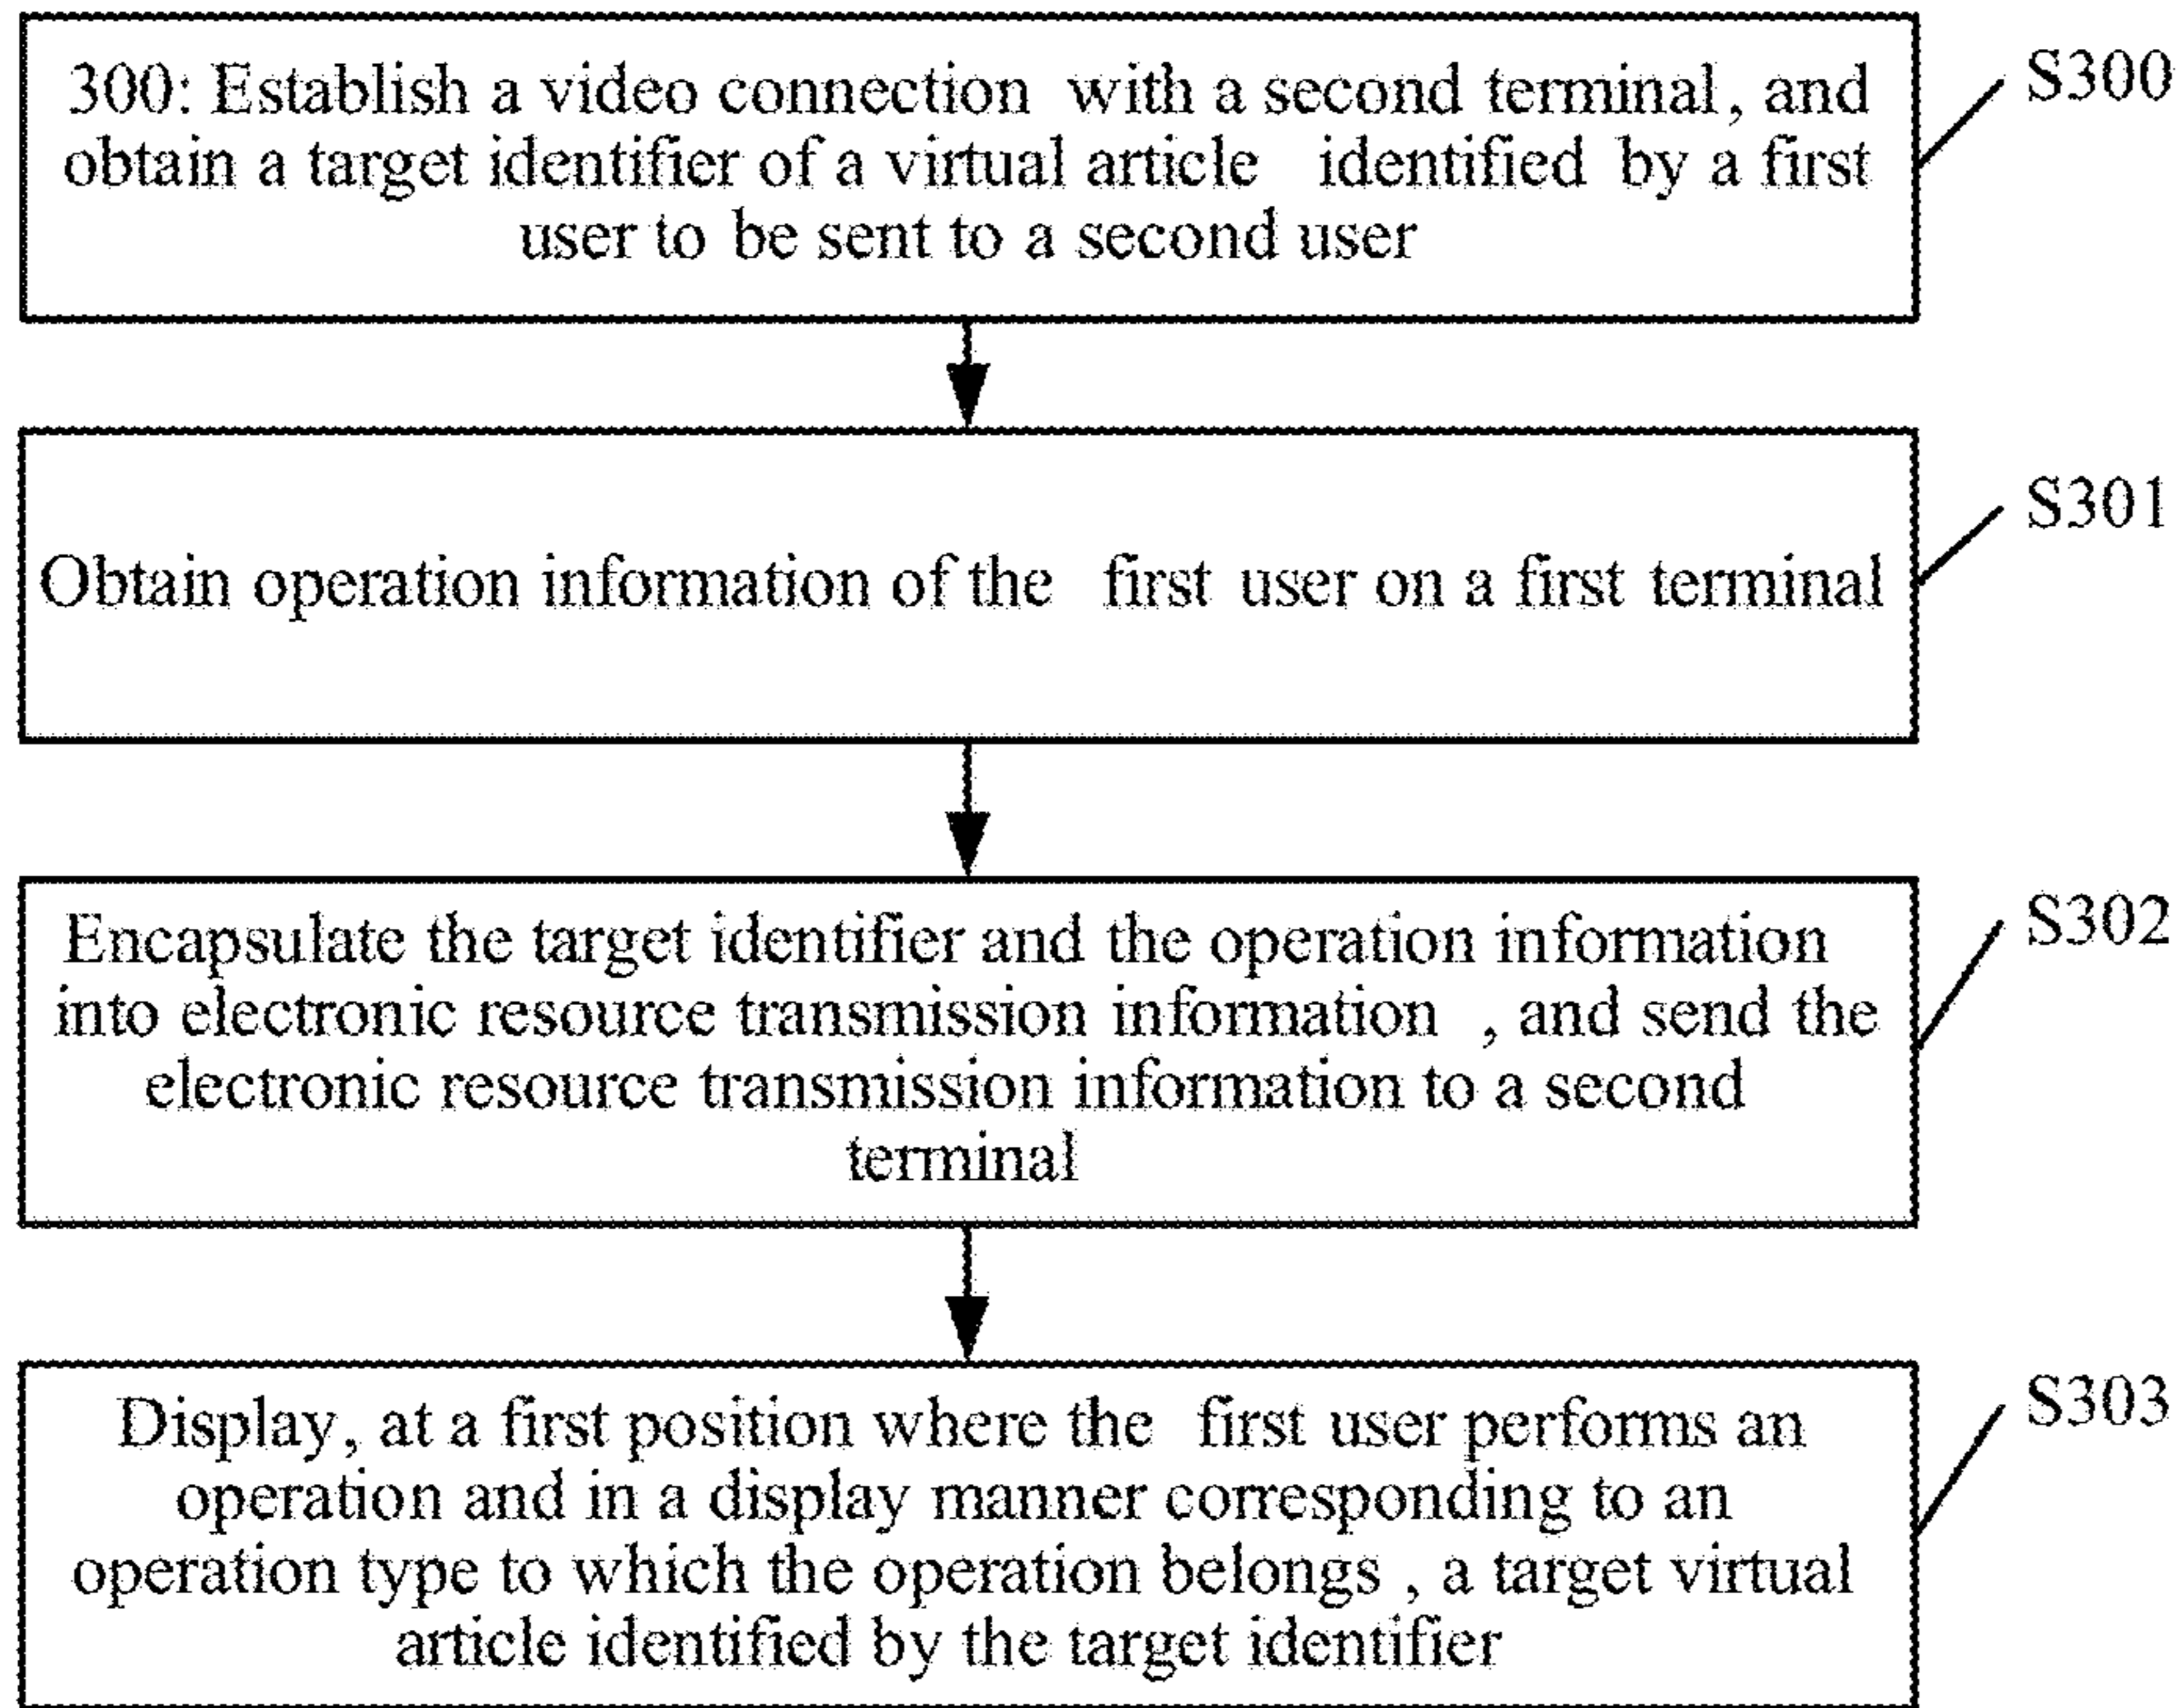 300: Establish a video connection with a second terminal, and
obtain a target identifier of a virtual article identified by a first
user to be sent to a second user
S300
Obtain operation information of the first user on a first terminal
S301
Encapsulate the target identifier and the operation information
into electronic resource transmission information , and send the
electronic resource transmission information to a second
terminal
S302
Display, at a first position where the first user performs an
operation and in a display manner corresponding to an
operation type to which the operation belongs , a target virtual
article identified by the target identifier
S303